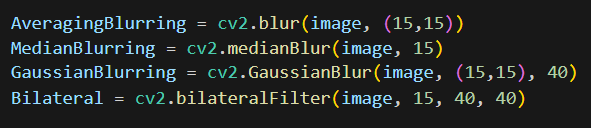 AveragingBlurring = cv2.blur(image, (15,15))
MedianBlurring = cv2.medianBlur(image, 15)
GaussianBlurring = cv2.GaussianBlur(image, (15,15), 40)
Bilateral = cv2.bilateralFilter(image, 15, 40, 40)